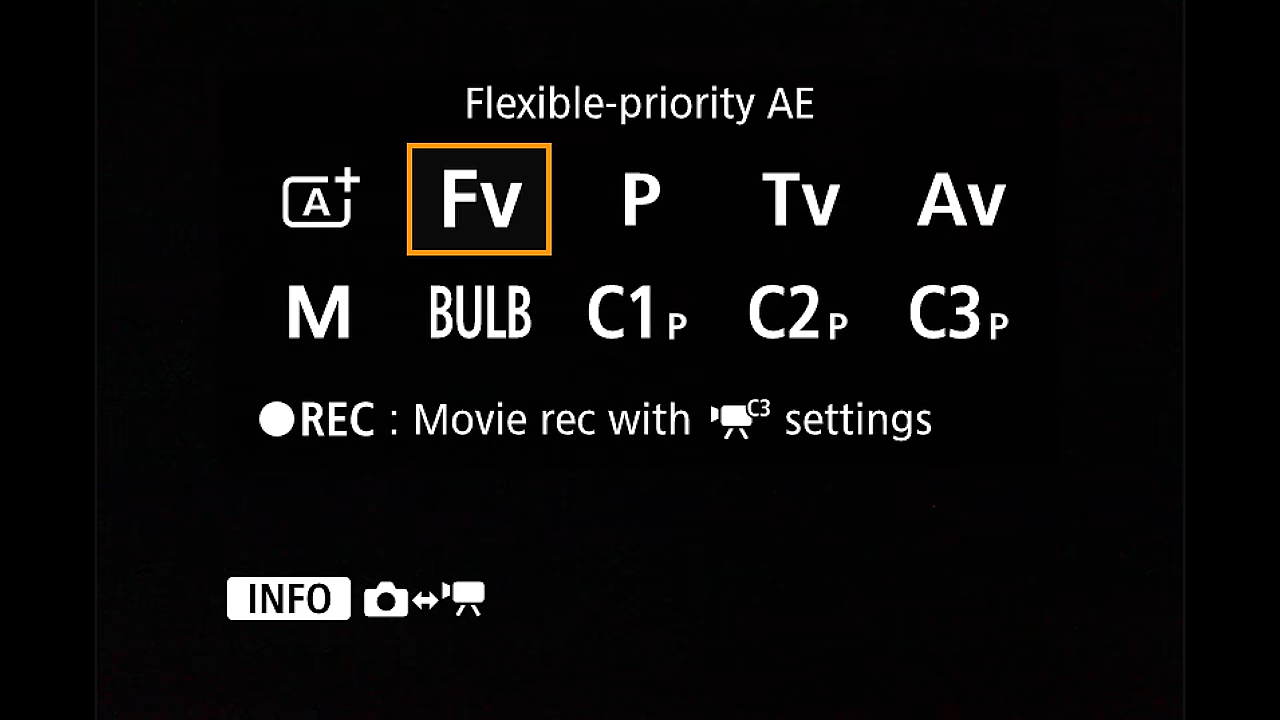 Flexible-priority AE
A+ Fv P Tv Av
M BULB C1P C2P C3P
REC : Movie rec with C3 settings
INFO